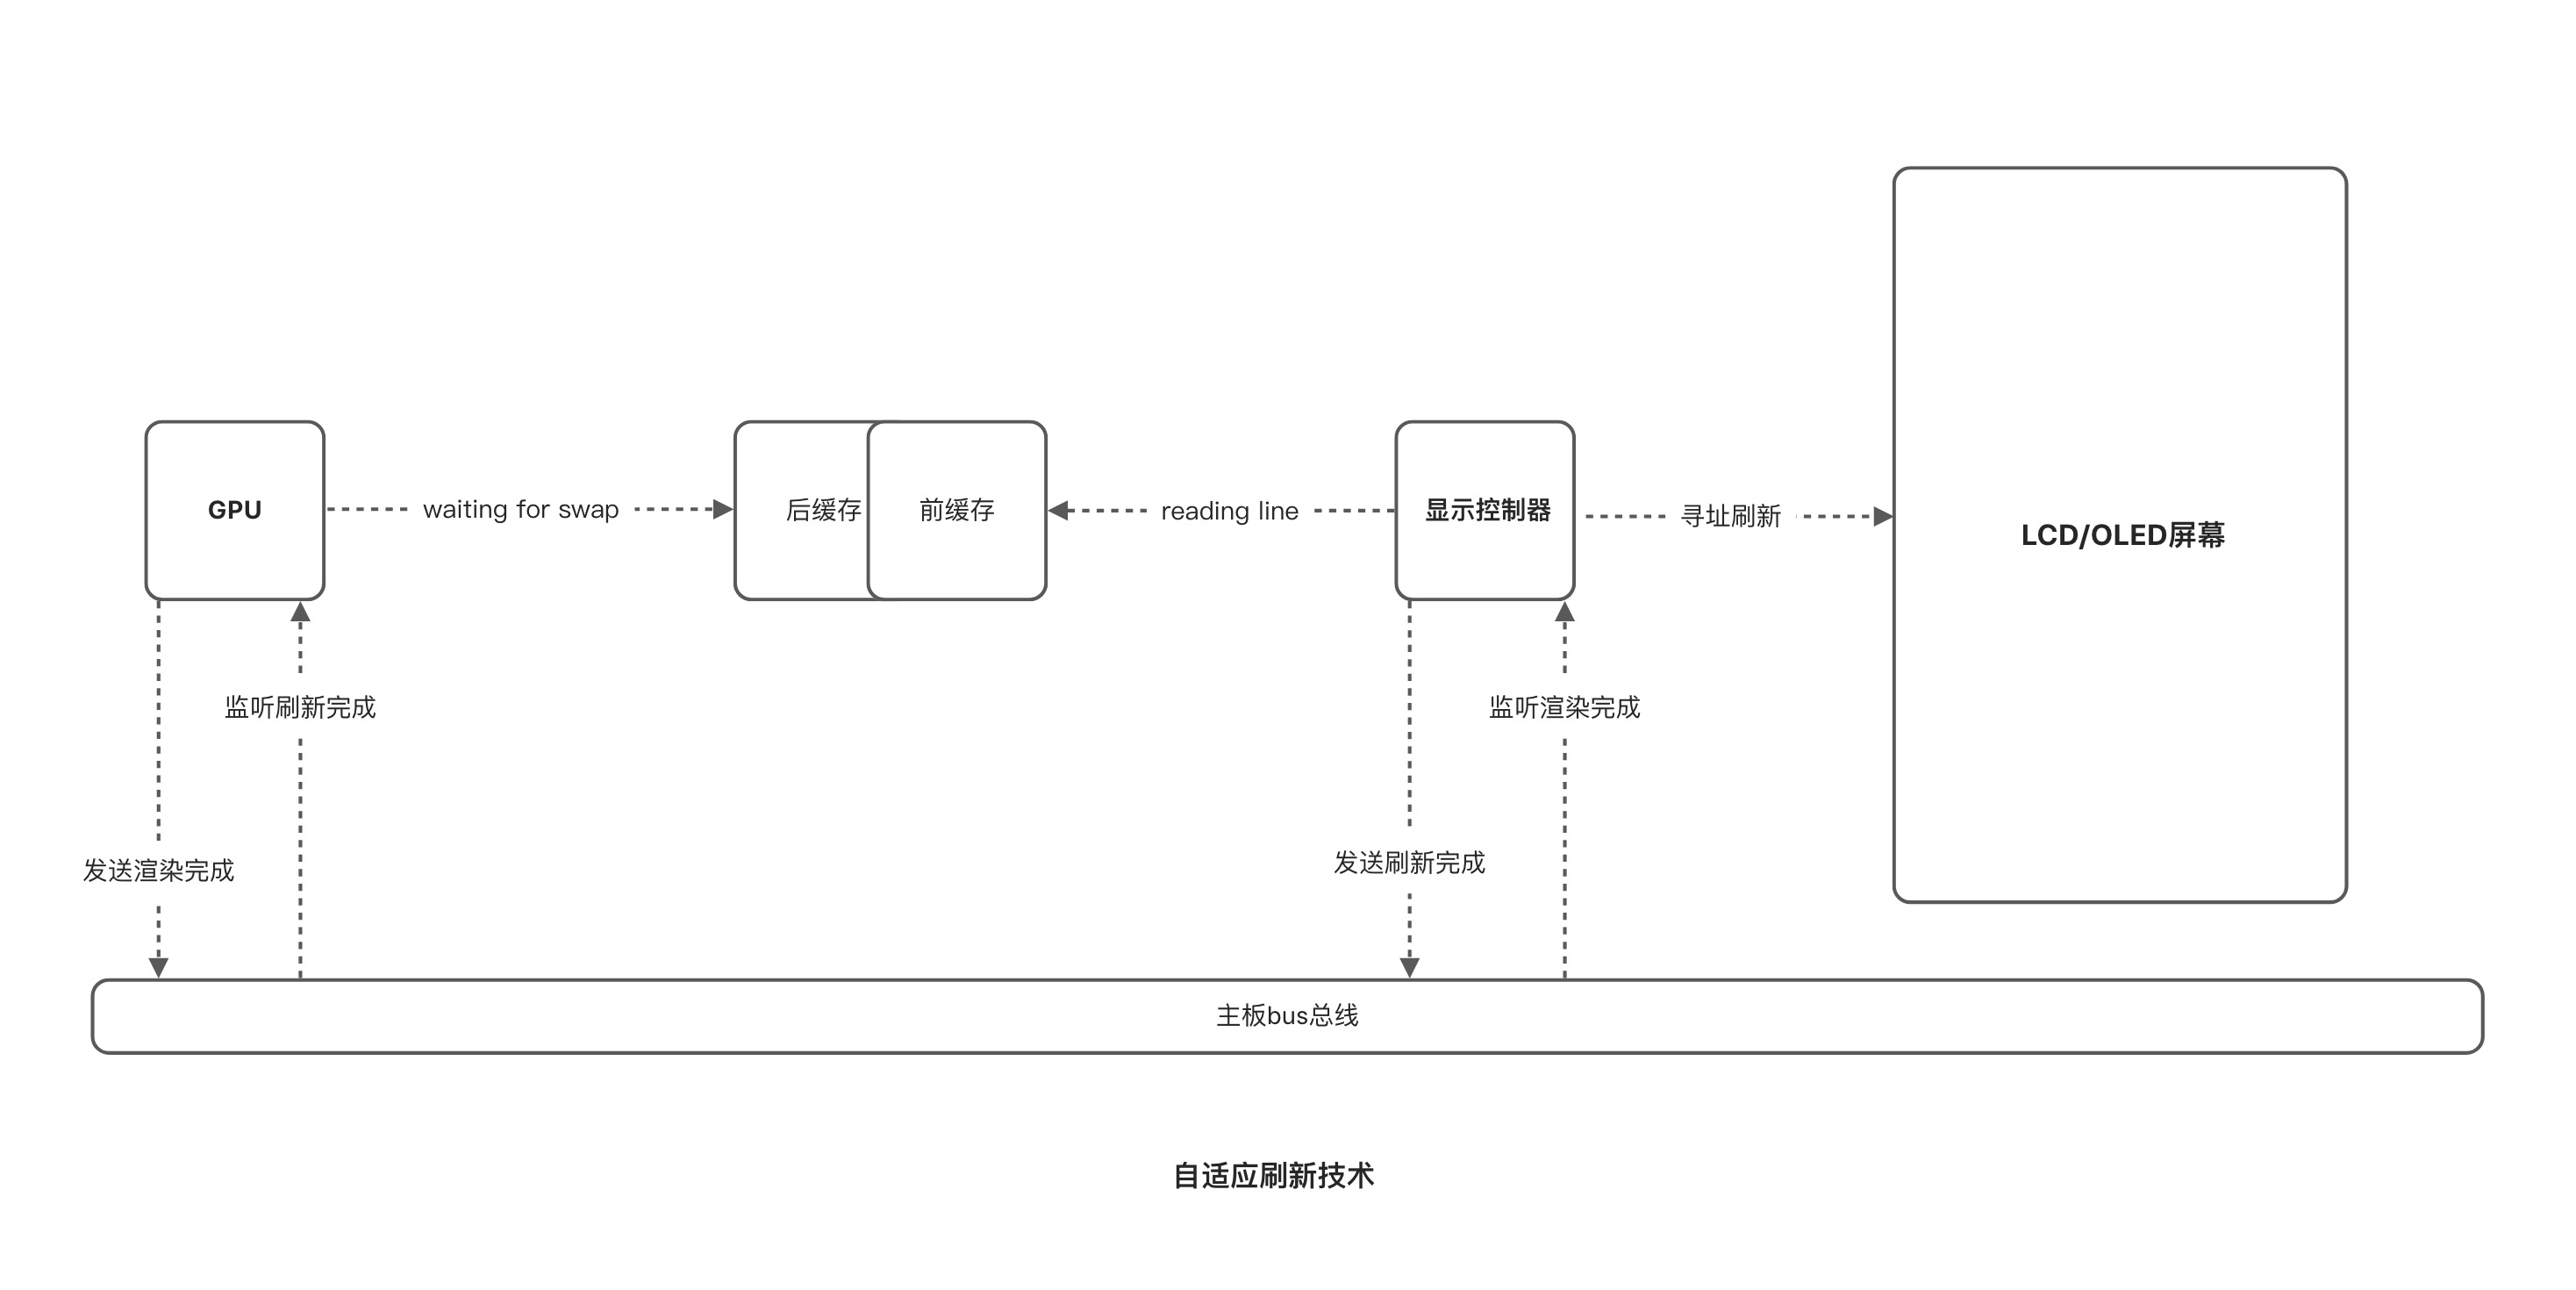 GPU
waiting for swap
后缓存
前缓存
reading line
显示控制器
寻址刷新
LCD/OLED屏幕
监听刷新完成
监听渲染完成
发送渲染完成
发送刷新完成
主板bus总线
自适应刷新技术